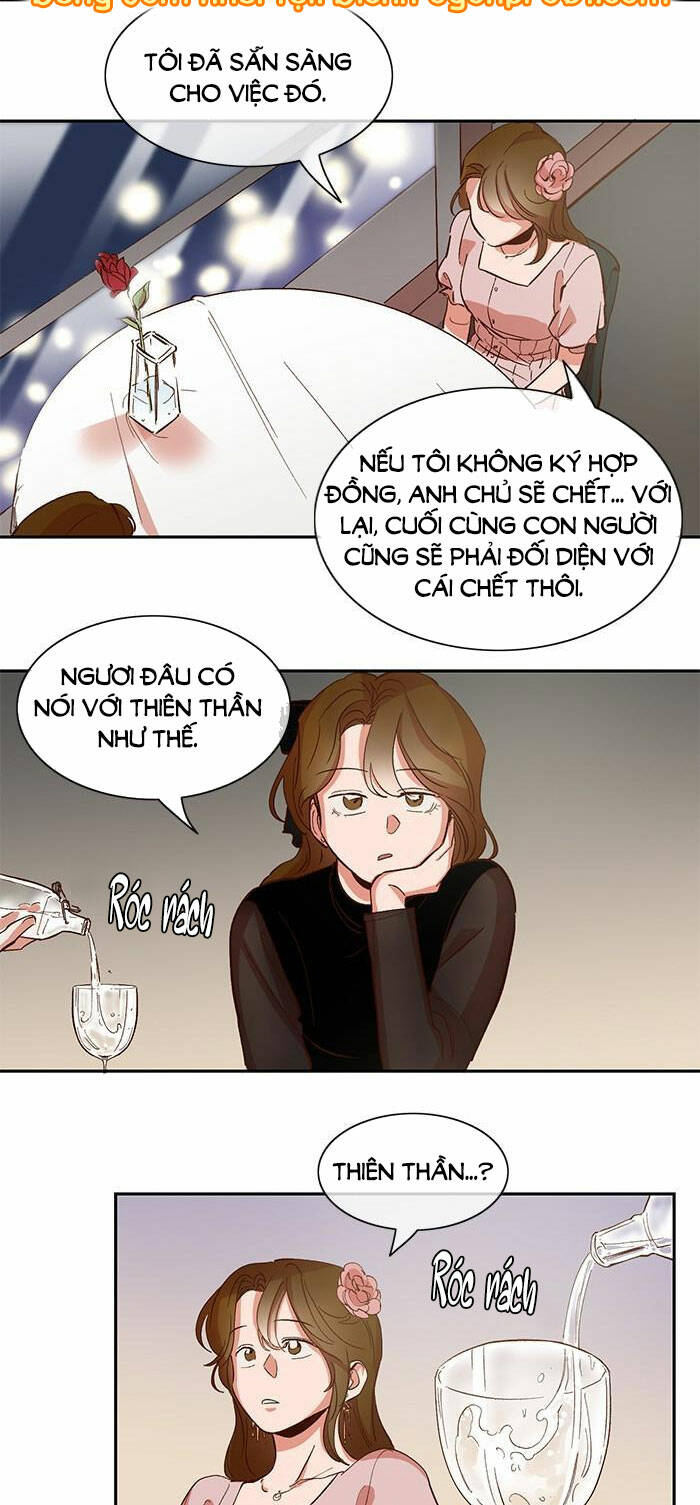 TÔI ĐÃ SẴN SÀNG
CHO VIỆC ĐÓ.
NẾU TÔI KHÔNG KÝ HỢP
ĐỒNG, ANH CHỦ SẼ CHẾT... VỚI
LẠI, CUỐI CÙNG CON NGƯỜI
CŨNG SẼ PHẢI ĐỐI DIỆN VỚI
CÁI CHẾT THÔI.
NGƯƠI ĐÂU CÓ
NÓI VỚI THIÊN THẦN
NHƯ THẾ.
Róc rách
THIÊN THẦN...?
Róc rách